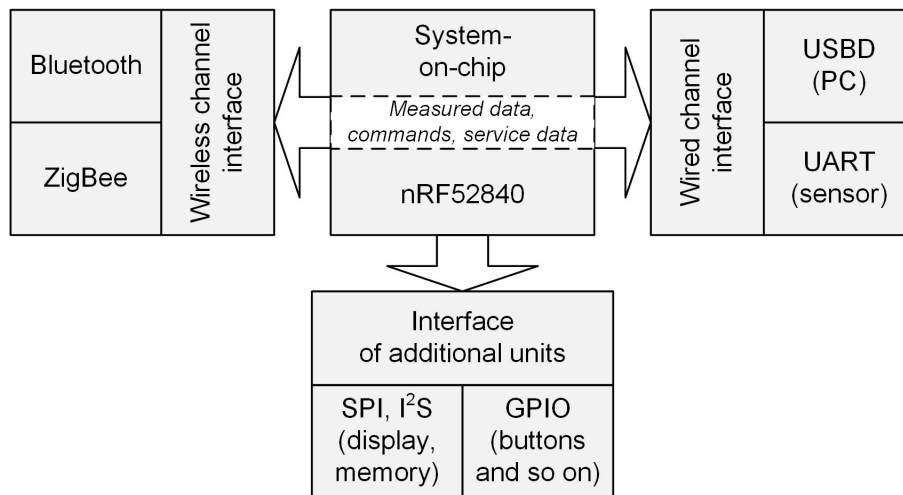 Bluetooth
ZigBee
Wireless channel
interface
System-
on-chip
Measured data,
commands, service data
nRF52840
Wired channel
interface
USBD
(PC)
UART
(sensor)
Interface
of additional units
SPI, I²S
(display,
memory)
GPIO
(buttons
and so on)